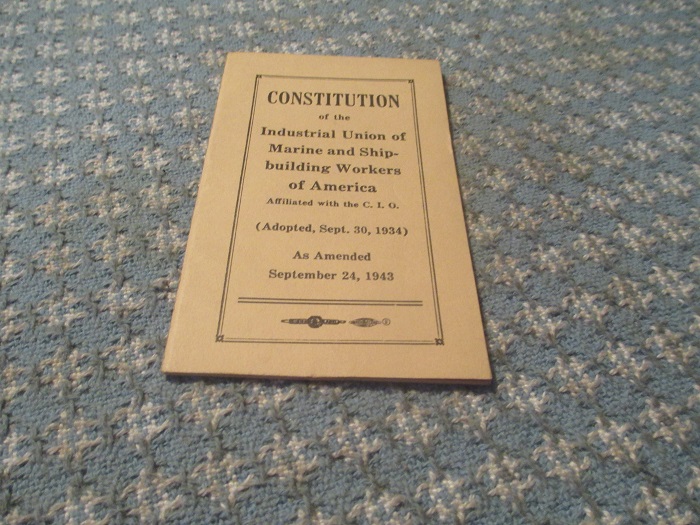 CONSTITUTION
of the
Industrial Union of
Marine and Ship-
building Workers
of America
Affiliated with the C. I. O.
(Adopted, Sept. 30, 1934)
As Amended
September 24, 1943